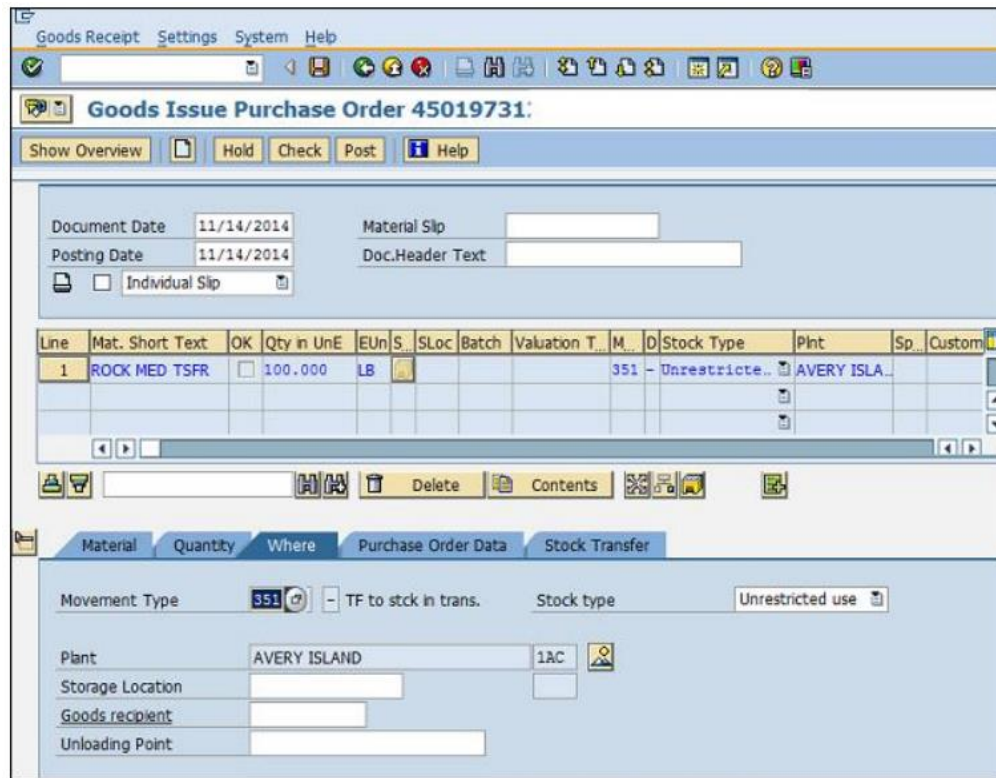 Goods Receipt Settings System Help
Goods Issue Purchase Order 45019731
Show Overview Hold Check Post Help
Document Date 11/14/2014 Material Slip
Posting Date 11/14/2014 Doc.Header Text
Individual Slip
Line Mat. Short Text OK Qty in UnE EUn S... SLoc Batch Valuation T... M... D Stock Type Plnt Sp... Custom
1 ROCK MED TSFR 100.000 LB 351 - Unrestricte.. AVERY ISLA..
Delete Contents
Material Quantity Where Purchase Order Data Stock Transfer
Movement Type 351 - TF to stck in trans. Stock type Unrestricted use
Plant AVERY ISLAND 1AC
Storage Location
Goods recipient
Unloading Point